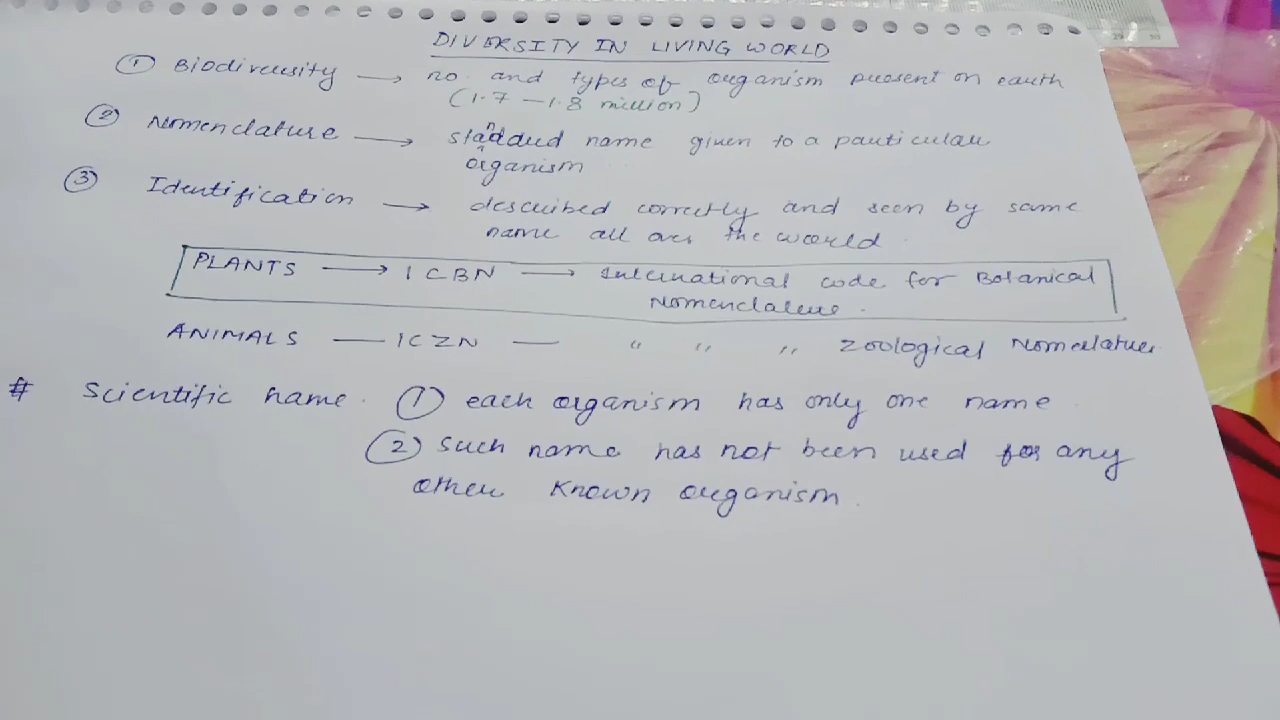 DIVERSITY IN LIVING WORLD
① Biodiversity → no. and types of organism present on earth
(1.7 – 1.8 million)
② Nomenclature → standdud name given to a particular
organism
③ Identification → described correctly and seen by same
name all over the world.
PLANTS → ICBN → International code for Botanical
Nomenclature.
ANIMALS — ICZN — " " " Zoological Nomenlature
# Scientific name. ① each organism has only one name.
② Such name has not been used for any
other known organism.